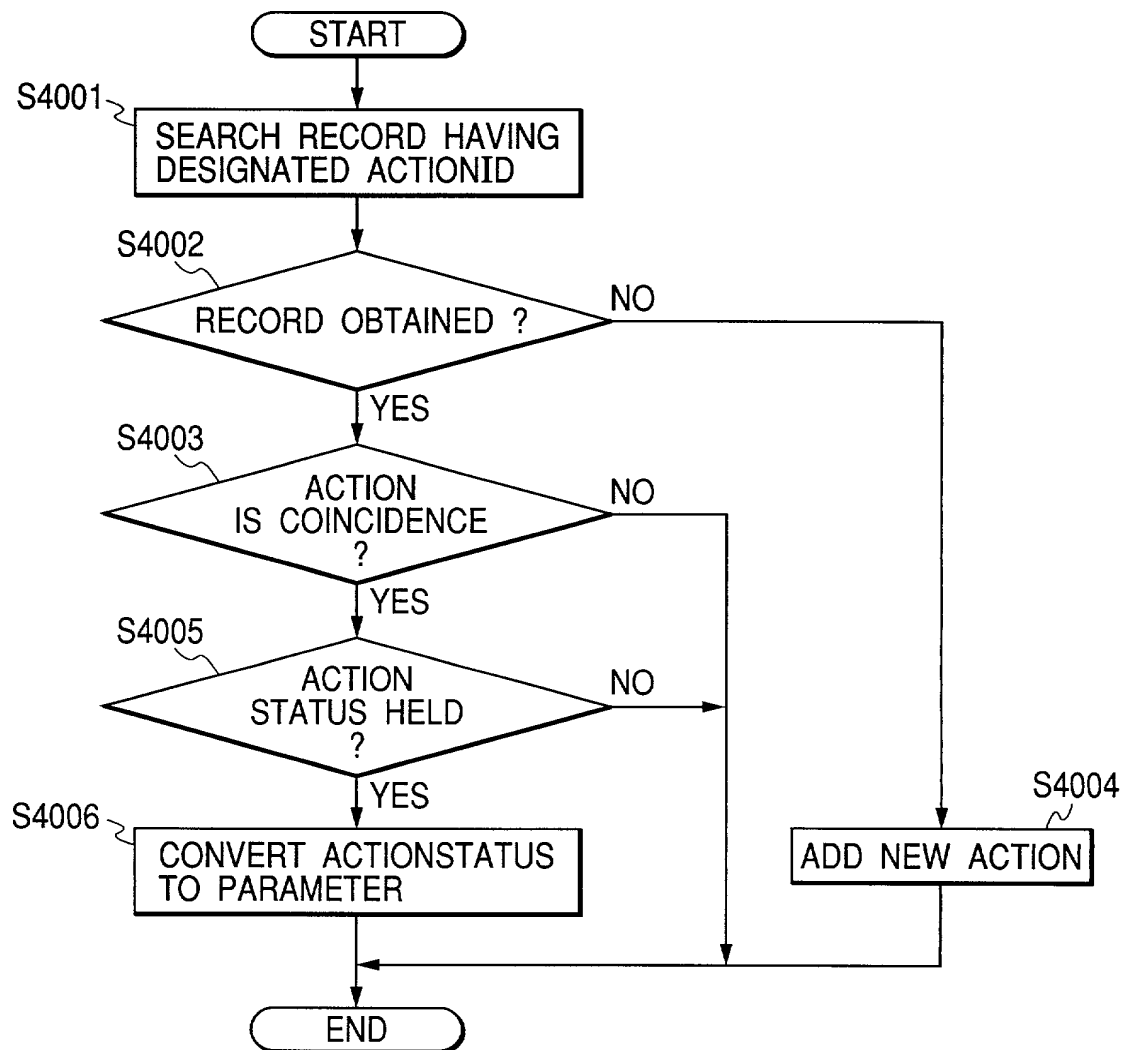 START
S4001
SEARCH RECORD HAVING
DESIGNATED ACTIONID
S4002
RECORD OBTAINED ?
NO
YES
S4003
ACTION
IS COINCIDENCE
?
NO
YES
S4005
ACTION
STATUS HELD
?
NO
YES
S4006
CONVERT ACTIONSTATUS
TO PARAMETER
S4004
ADD NEW ACTION
END